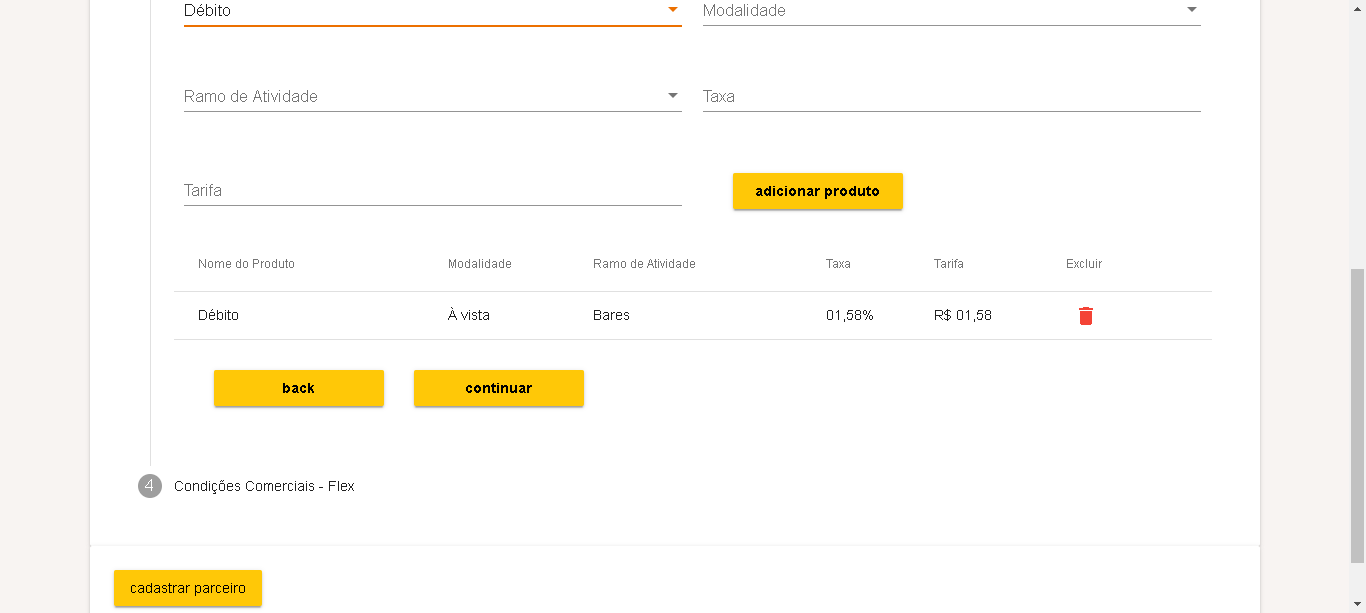 Débito
Modalidade
Ramo de Atividade
Taxa
Tarifa
adicionar produto
Nome do Produto Modalidade Ramo de Atividade Taxa Tarifa Excluir
Débito À vista Bares 01,58% R$ 01,58
back continuar
4 Condições Comerciais - Flex
cadastrar parceiro